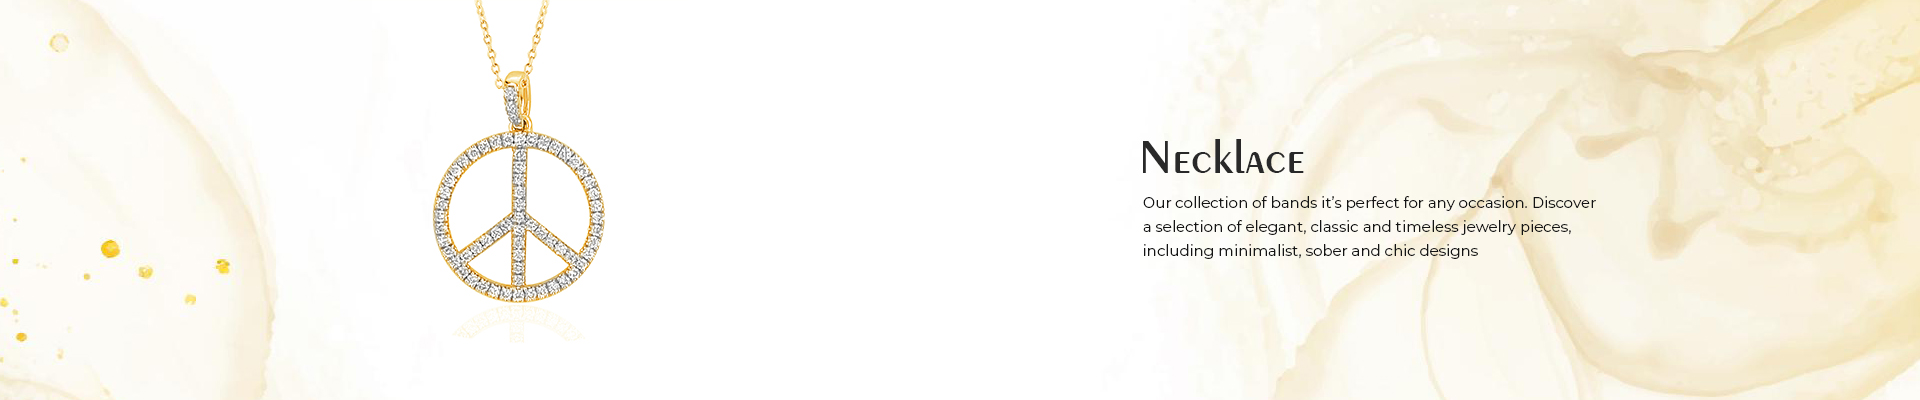 Necklace
Our collection of bands it's perfect for any occasion. Discover
a selection of elegant, classic and timeless jewelry pieces,
including minimalist, sober and chic designs